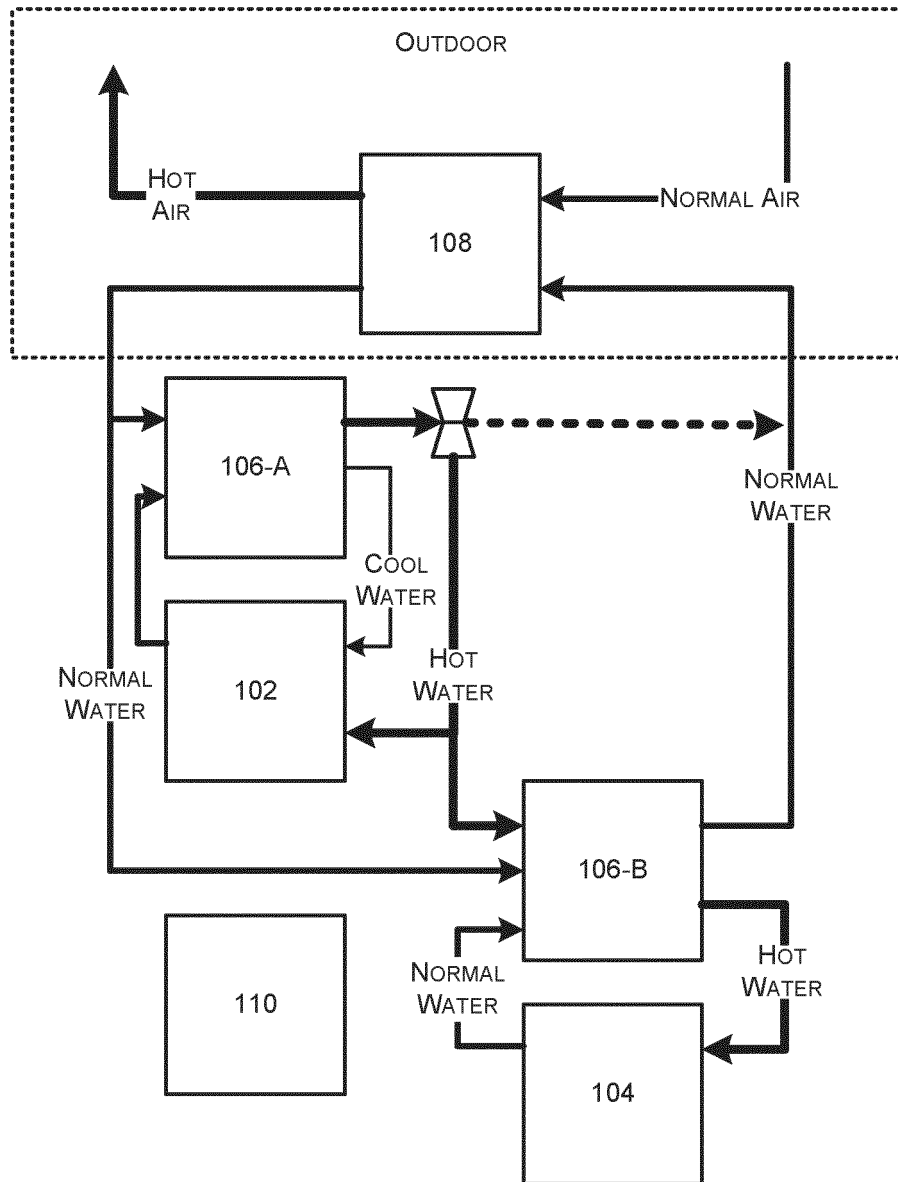 OUTDOOR
HOT
AIR
NORMAL AIR
108
106-A
NORMAL
WATER
COOL
WATER
HOT
WATER
102
NORMAL
WATER
106-B
110
NORMAL
WATER
HOT
WATER
104